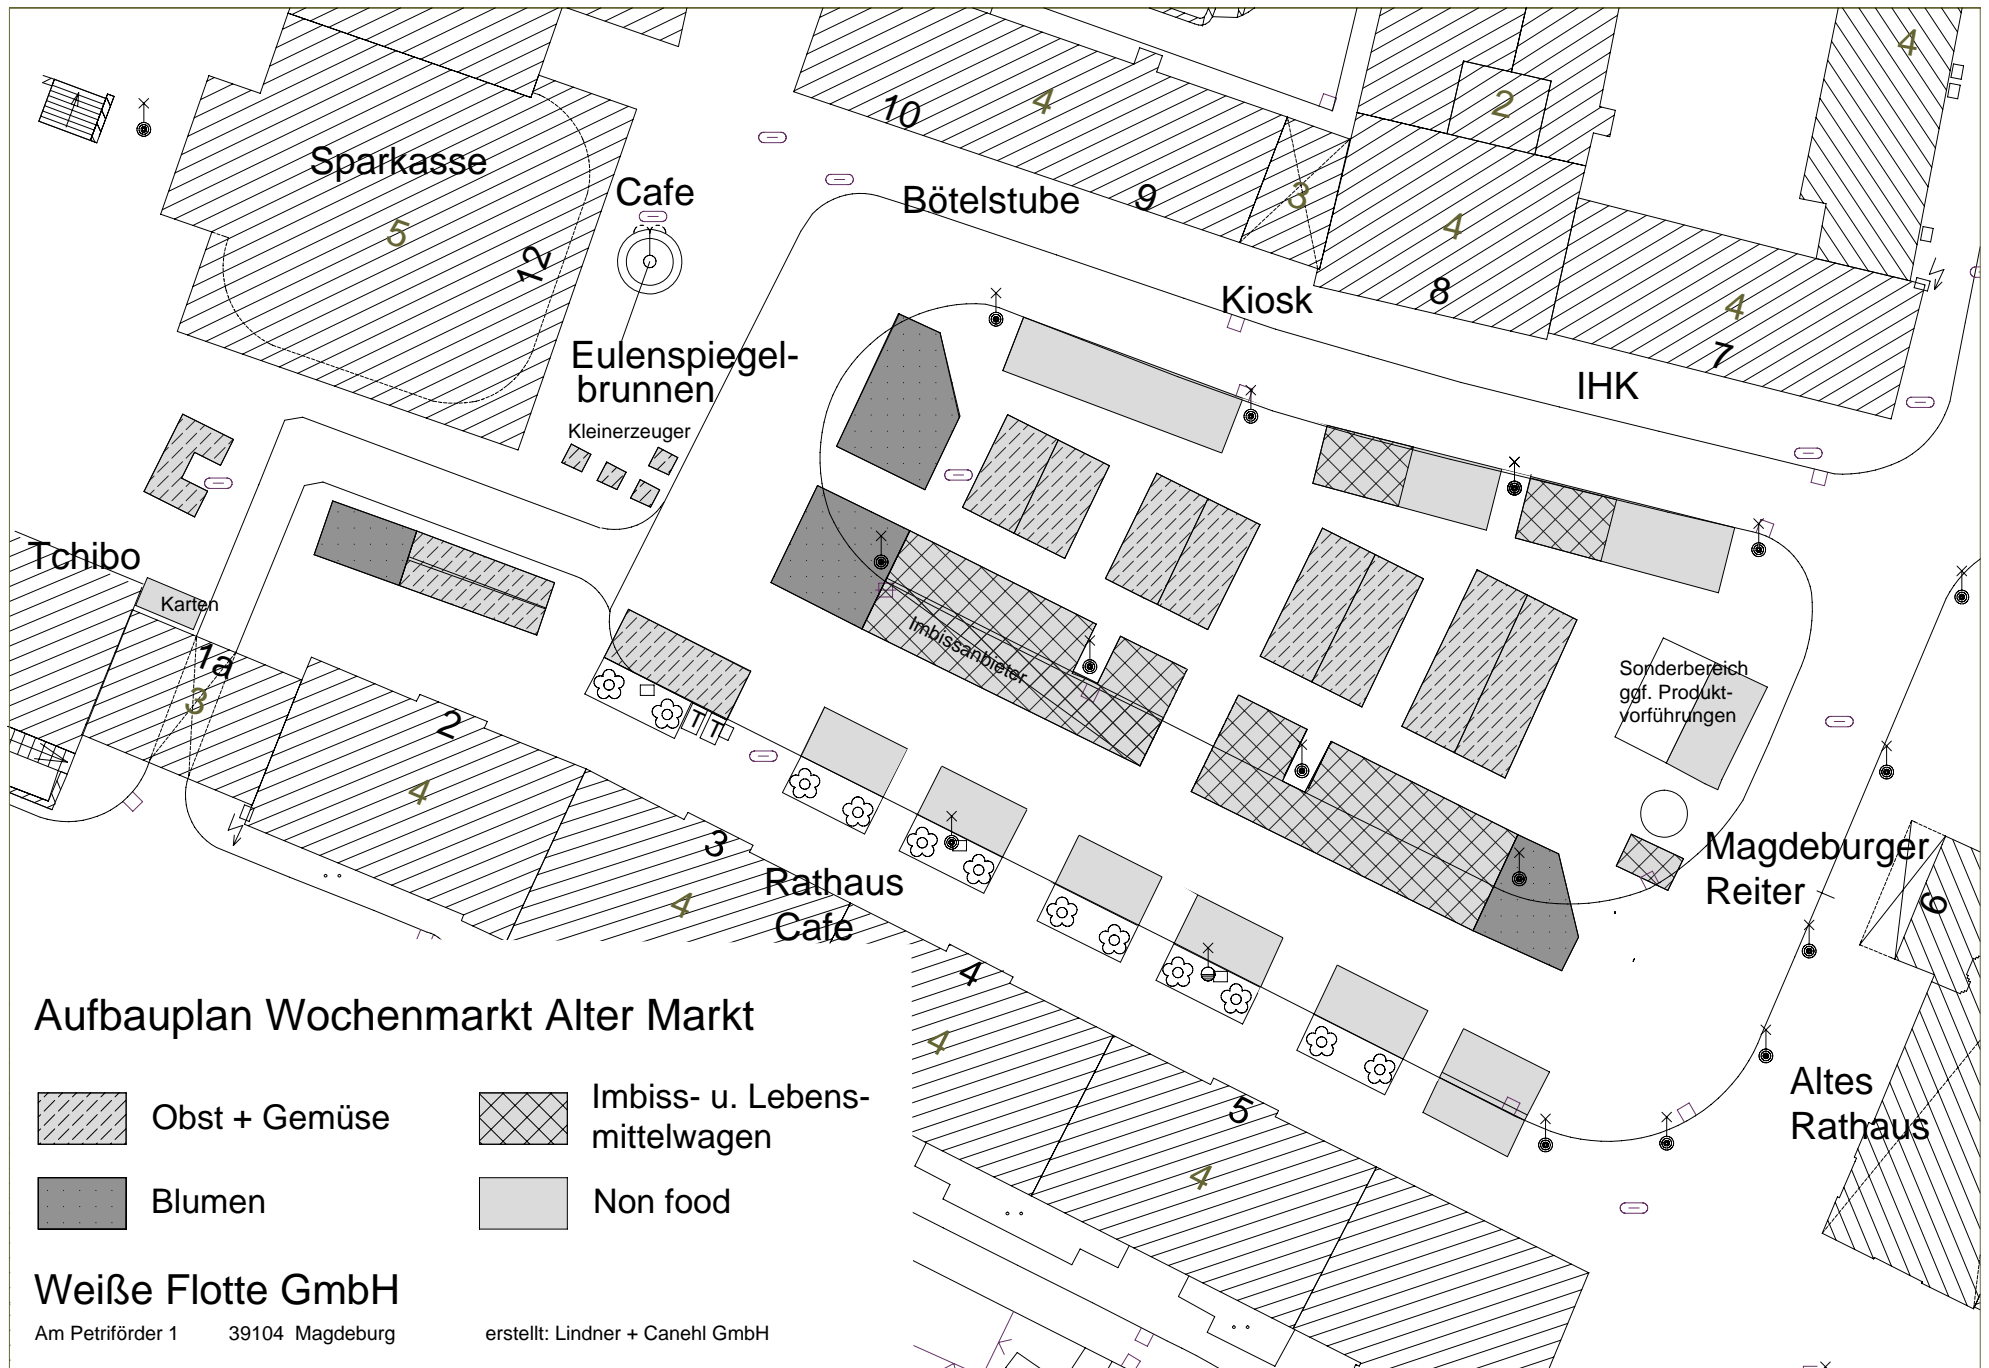 4
10
4
2
Sparkasse
Cafe
Bötelstube
9
3
4
5
12
8
Kiosk
4
7
IHK
Eulenspiegel-
brunnen
Kleinerzeuger
Tchibo
Karten
1a
3
Imbissanbieter
Sonderbereich
ggf. Produkt-
vorführungen
2
T
T
4
3
Rathaus
Cafe
4
Magdeburger
Reiter
6
4
4
5
4
Altes
Rathaus
Aufbauplan Wochenmarkt Alter Markt
Obst + Gemüse
Imbiss- u. Lebens-
mittelwagen
Blumen
Non food
Weiße Flotte GmbH
Am Petriförder 1 39104 Magdeburg erstellt: Lindner + Canehl GmbH